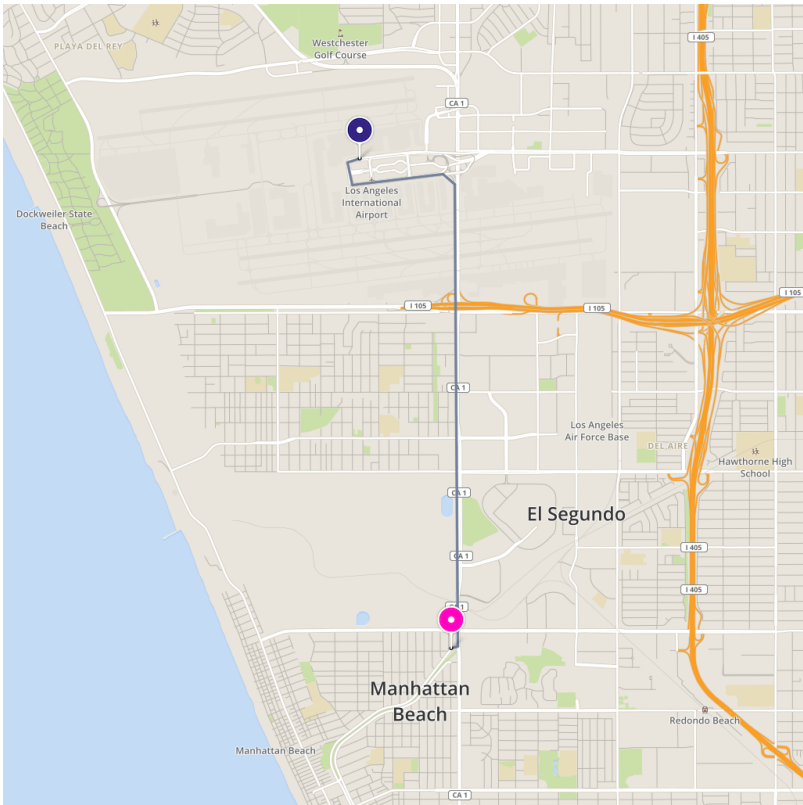 I 405
Westchester
Golf Course
PLAYA DEL REY
CA 1
Los Angeles
International
Airport
Dockweiler State
Beach
I 105
I 105
I 105
CA 1
Los Angeles
Air Force Base
DEL AIRE
Hawthorne High
School
CA 1
El Segundo
I 405
CA 1
I 405
CA 1
Manhattan
Beach
Redondo Beach
Manhattan Beach
CA 1